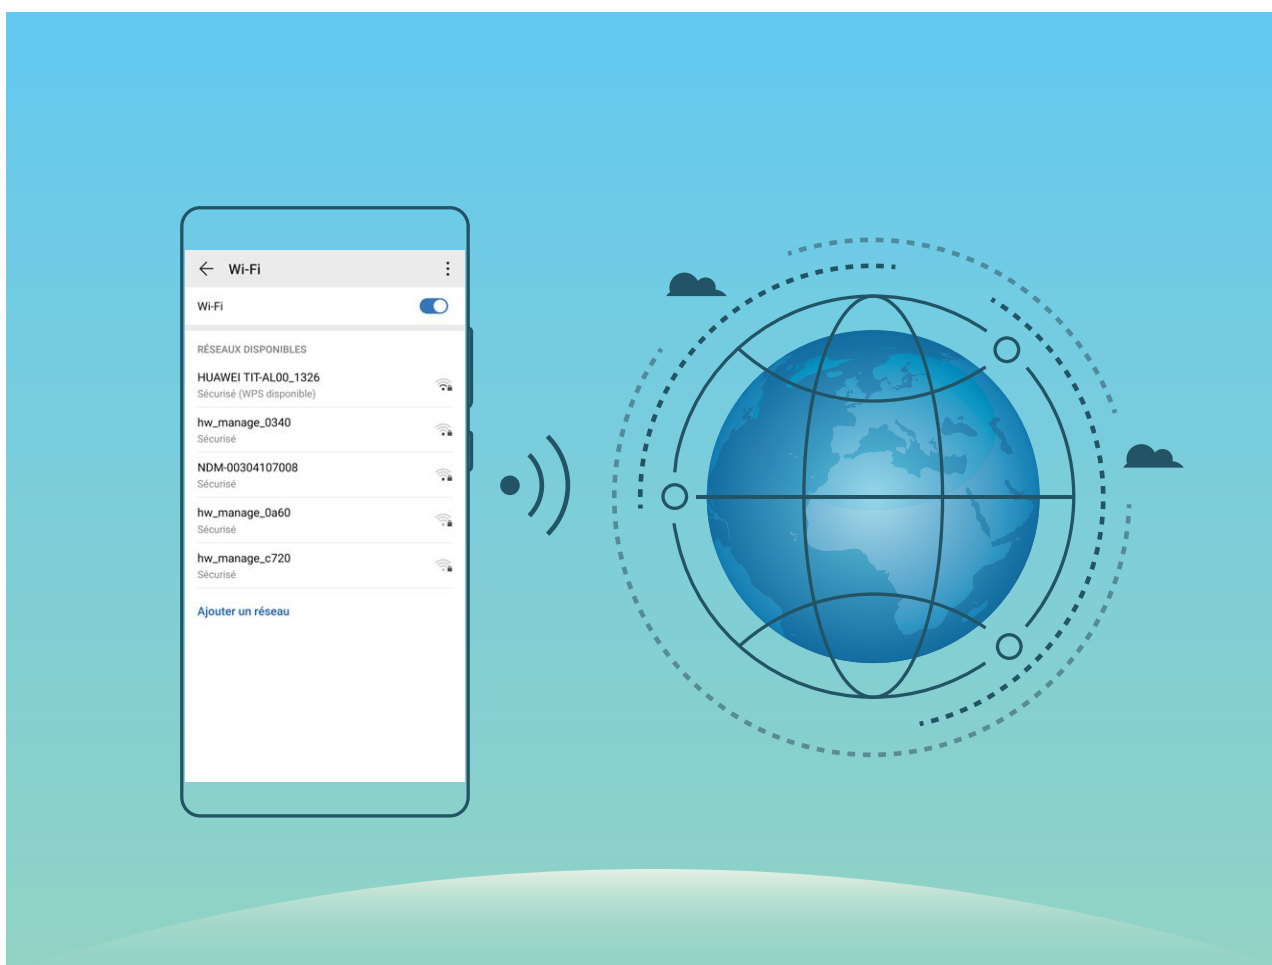 Wi-Fi
Wi-Fi
RÉSEAUX DISPONIBLES
HUAWEI TIT-AL00_1326
Sécurisé (WPS disponible)
hw_manage_0340
Sécurisé
NDM-00304107008
Sécurisé
hw_manage_0a60
Sécurisé
hw_manage_c720
Sécurisé
Ajouter un réseau